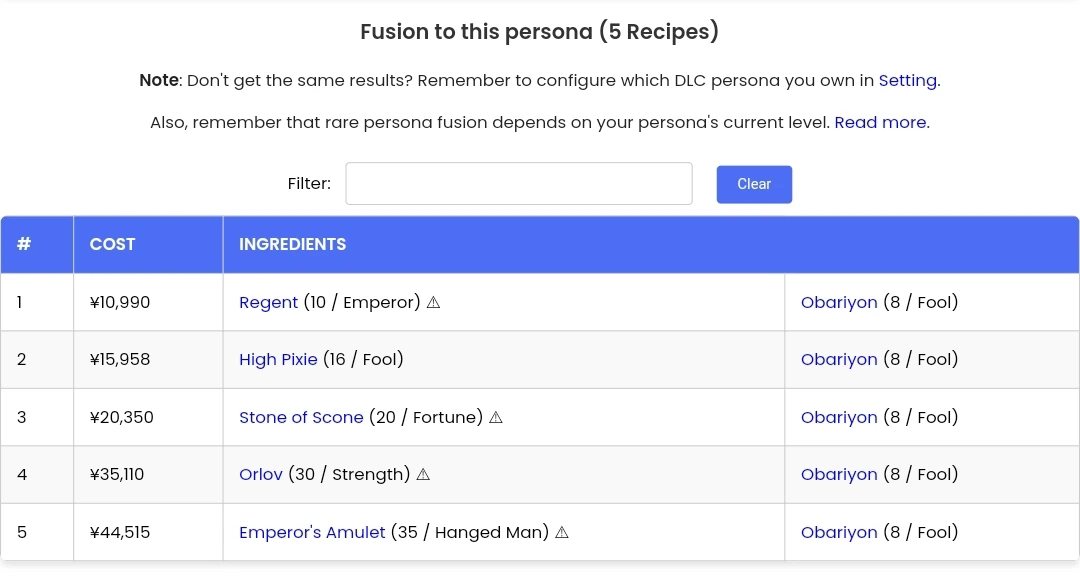 Fusion to this persona (5 Recipes)
Note: Don't get the same results? Remember to configure which DLC persona you own in Setting.
Also, remember that rare persona fusion depends on your persona's current level. Read more.
Filter: Clear
# COST INGREDIENTS
1 ¥10,990 Regent (10 / Emperor) ⚠ Obariyon (8 / Fool)
2 ¥15,958 High Pixie (16 / Fool) Obariyon (8 / Fool)
3 ¥20,350 Stone of Scone (20 / Fortune) ⚠ Obariyon (8 / Fool)
4 ¥35,110 Orlov (30 / Strength) ⚠ Obariyon (8 / Fool)
5 ¥44,515 Emperor's Amulet (35 / Hanged Man) ⚠ Obariyon (8 / Fool)